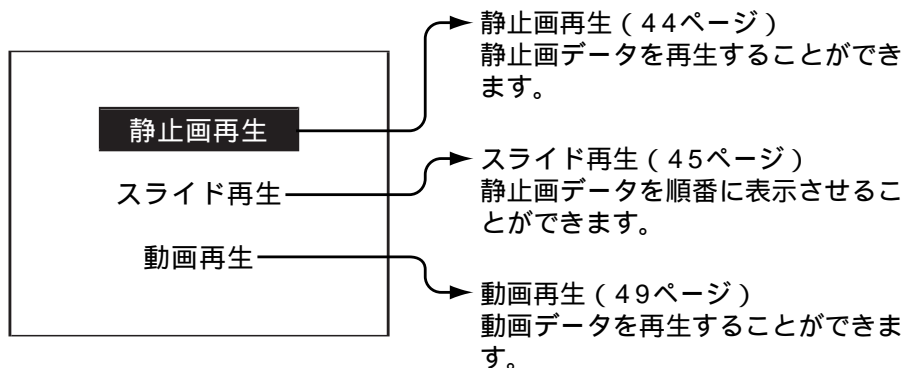 静止画再生
スライド再生
動画再生
静止画再生（44ページ）
静止画データを再生することができ
ます。
スライド再生（45ページ）
静止画データを順番に表示させるこ
とができます。
動画再生（49ページ）
動画データを再生することができま
す。